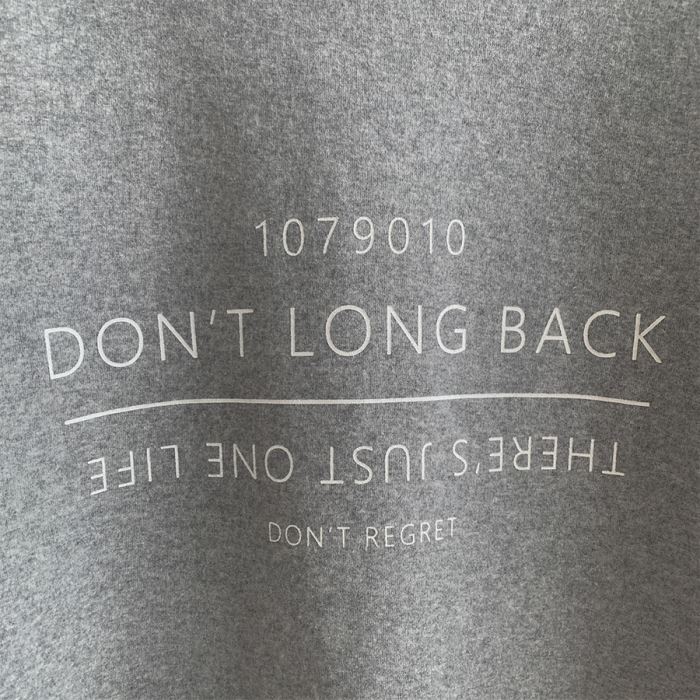 1079010
DON'T LONG BACK
THERE'S JUST ONE LIFE
DON'T REGRET